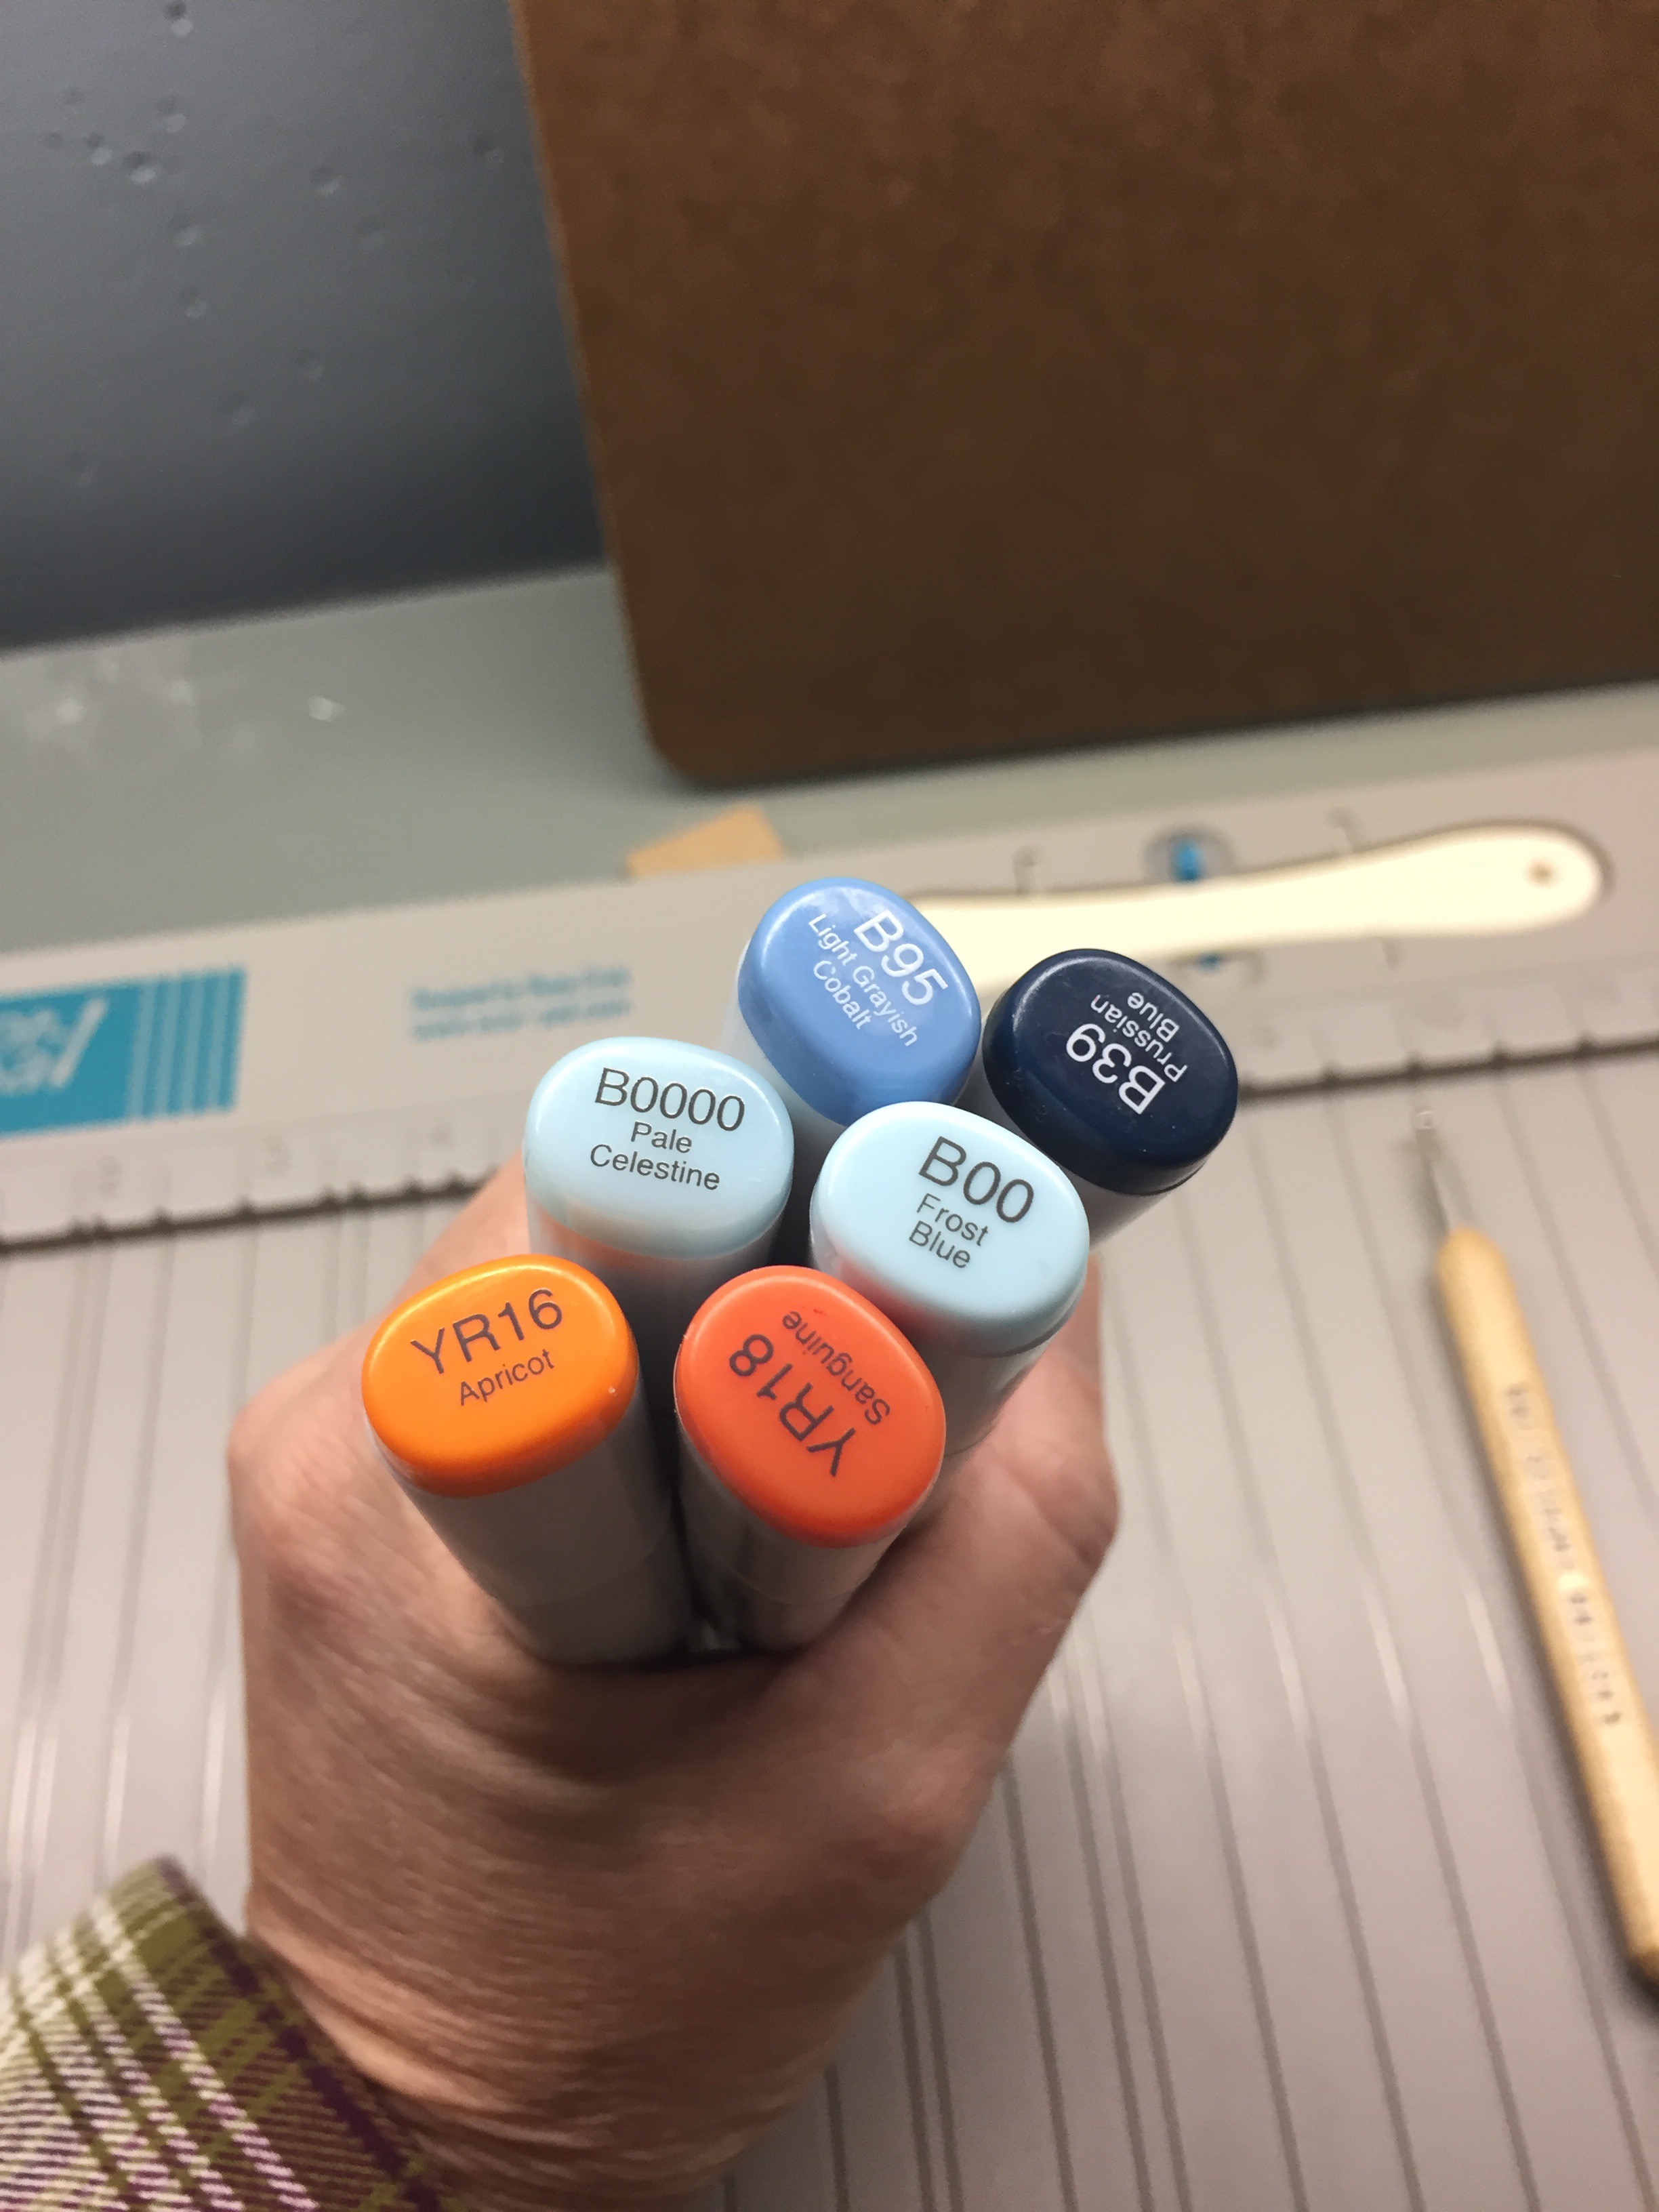 B95
Light Grayish
Cobalt
B39
Prussian
Blue
B0000
Pale
Celestine
B00
Frost
Blue
YR16
Apricot
YR18
Sanguine